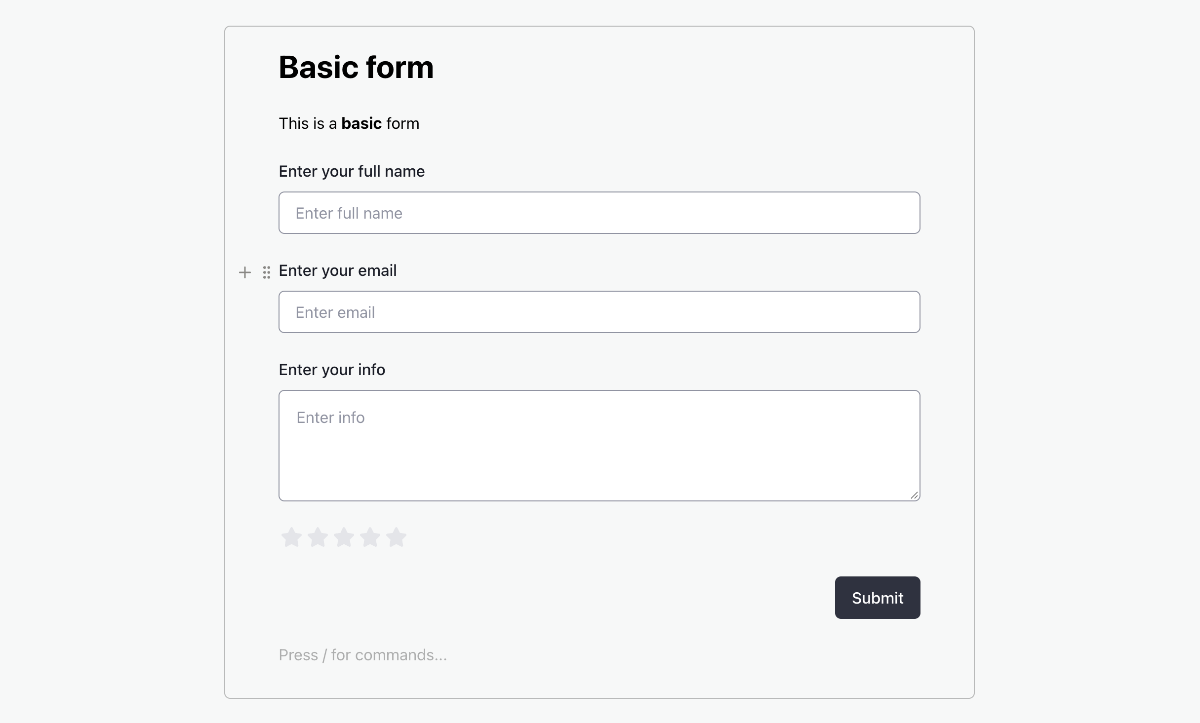 Basic form
This is a basic form
Enter your full name
Enter full name
Enter your email
Enter email
Enter your info
Enter info
Submit
Press / for commands...